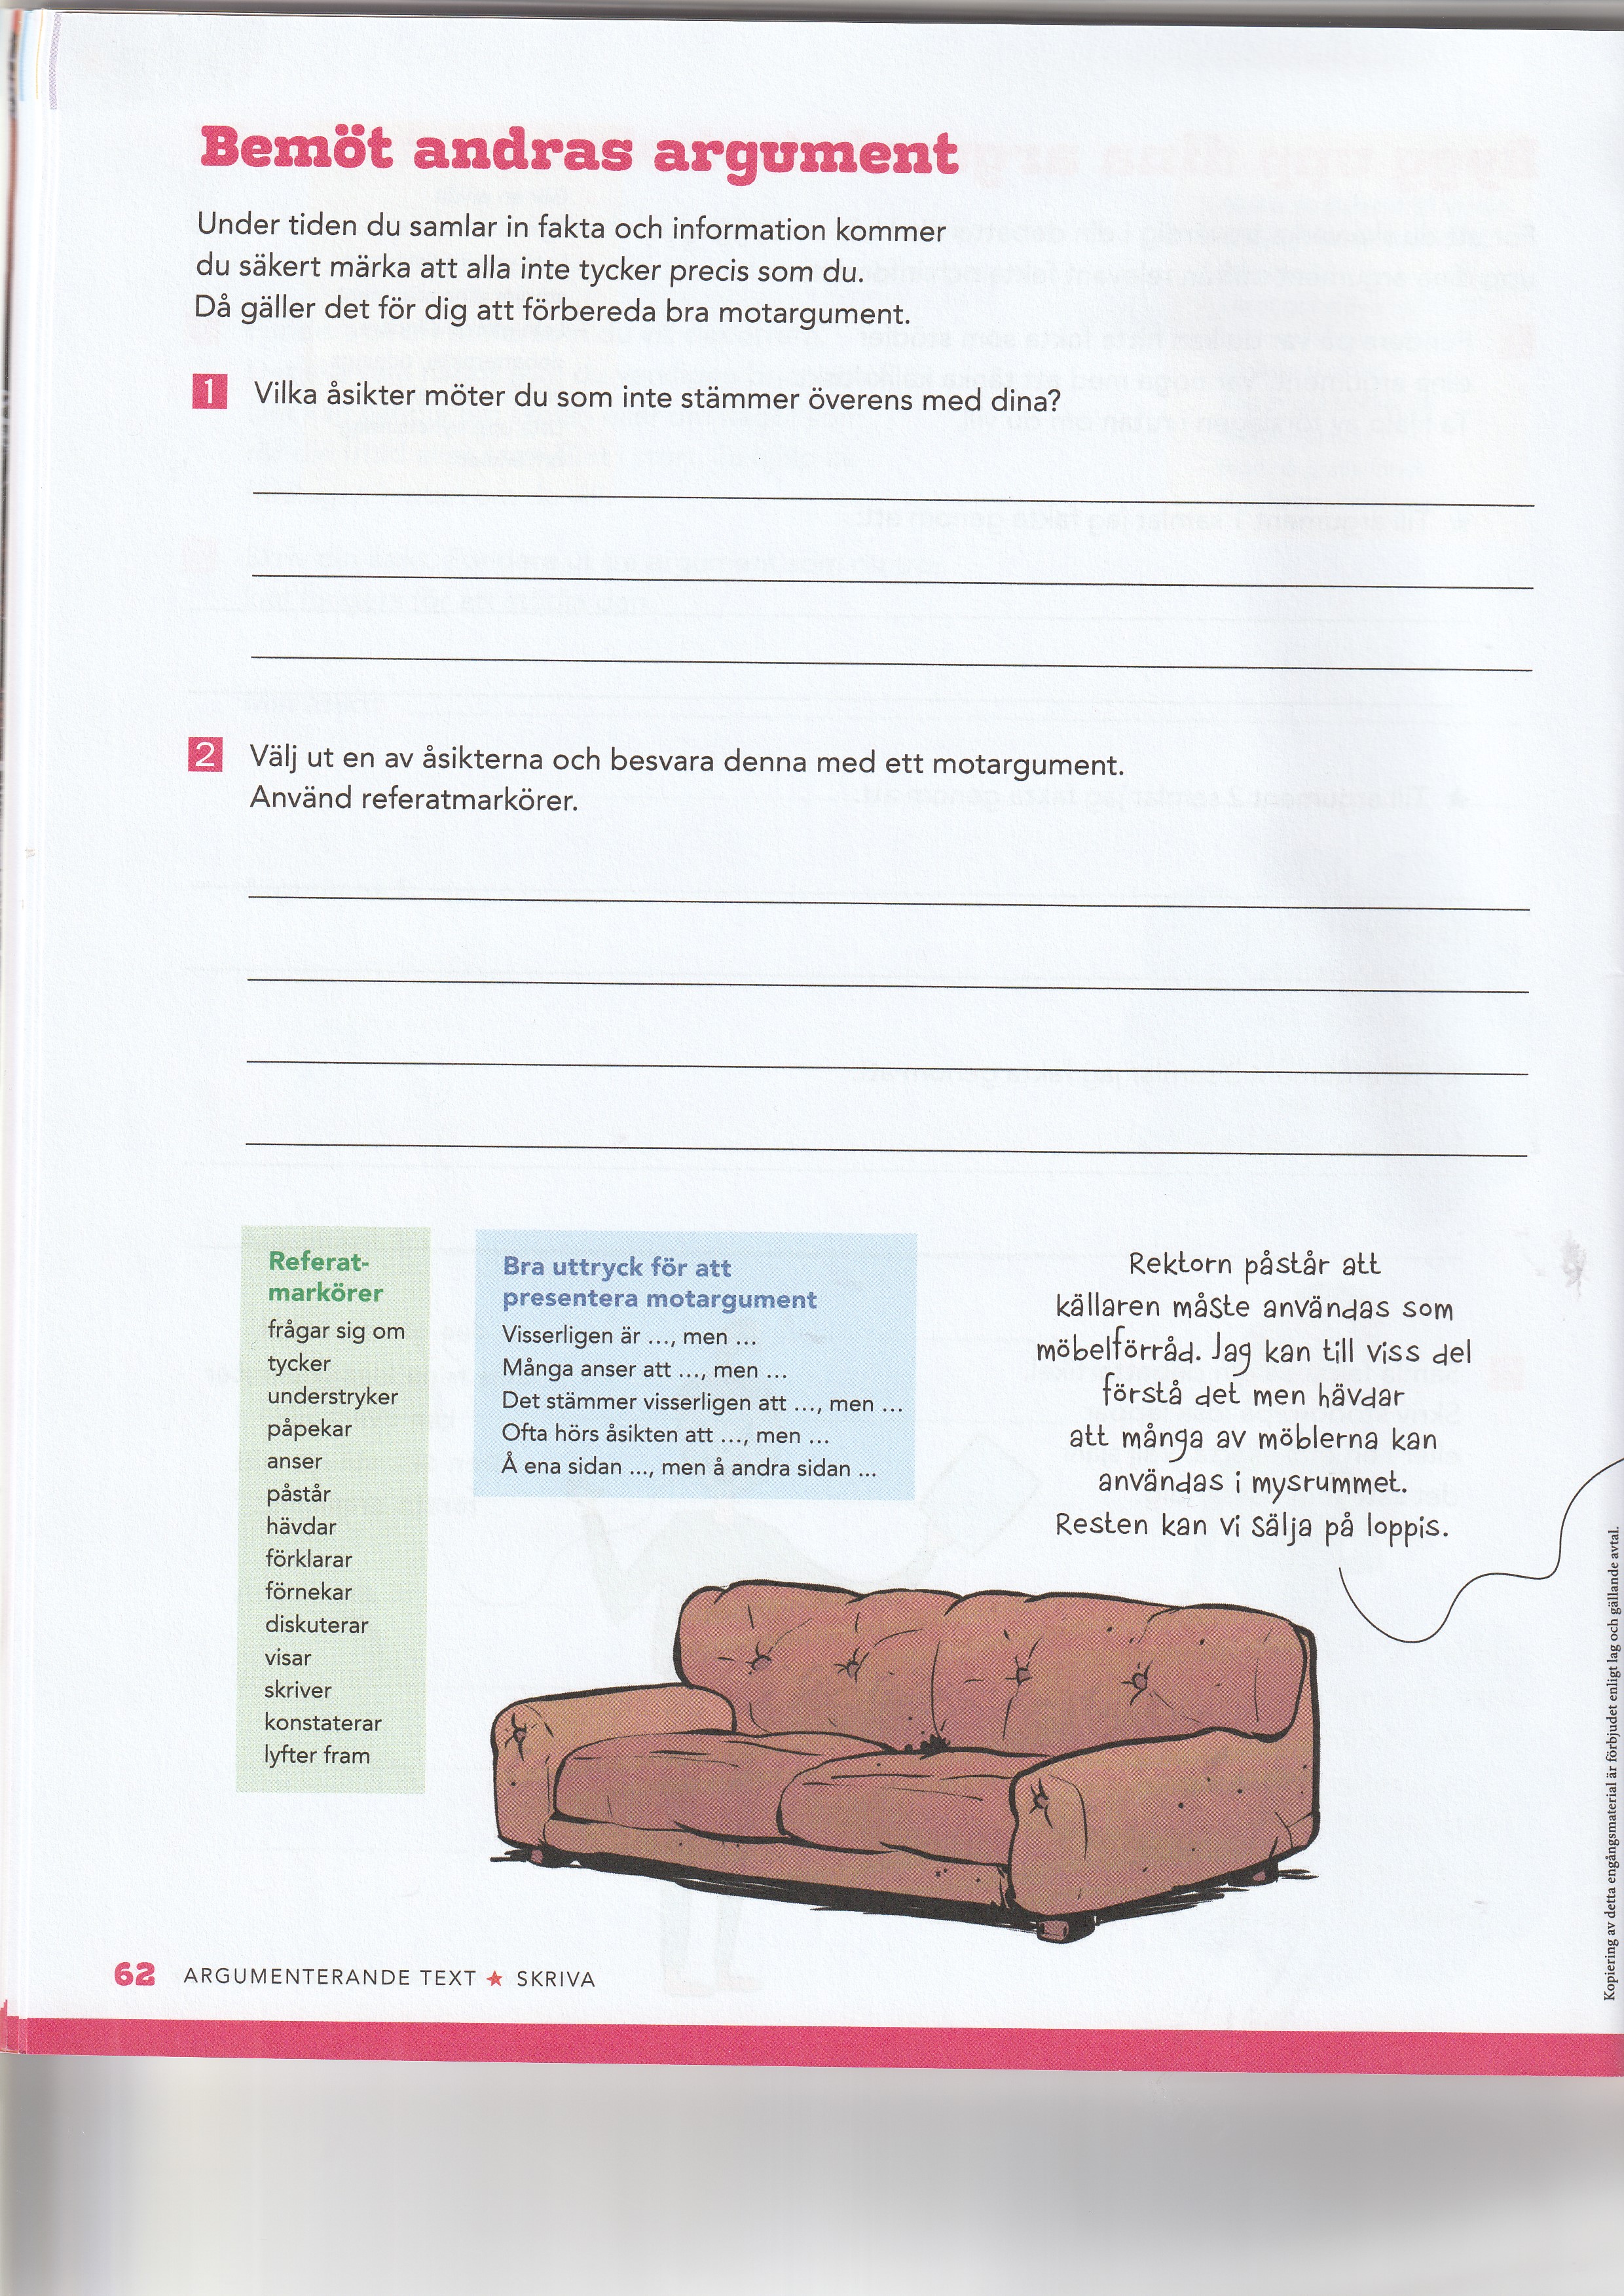 Bemöt andras argument
Under tiden du samlar in fakta och information kommer
du säkert märka att alla inte tycker precis som du.
Då gäller det för dig att förbereda bra motargument.
1 Vilka åsikter möter du som inte stämmer överens med dina?
2 Välj ut en av åsikterna och besvara denna med ett motargument.
Använd referatmarkörer.
Referat-
markörer
frågar sig om
tycker
understryker
påpekar
anser
påstår
hävdar
förklarar
förnekar
diskuterar
visar
skriver
konstaterar
lyfter fram
Bra uttryck för att
presentera motargument
Visserligen är ..., men ...
Många anser att ..., men ...
Det stämmer visserligen att ..., men ...
Ofta hörs åsikten att ..., men ...
Å ena sidan ..., men å andra sidan ...
Rektorn påstår att
källaren måste användas som
möbelförråd. Jag kan till viss del
förstå det men hävdar
att många av möblerna kan
användas i mysrummet.
Resten kan vi sälja på loppis.
Kopiering av detta engångsmaterial är förbjudet enligt lag och gällande avtal.
62 ARGUMENTERANDE TEXT ★ SKRIVA